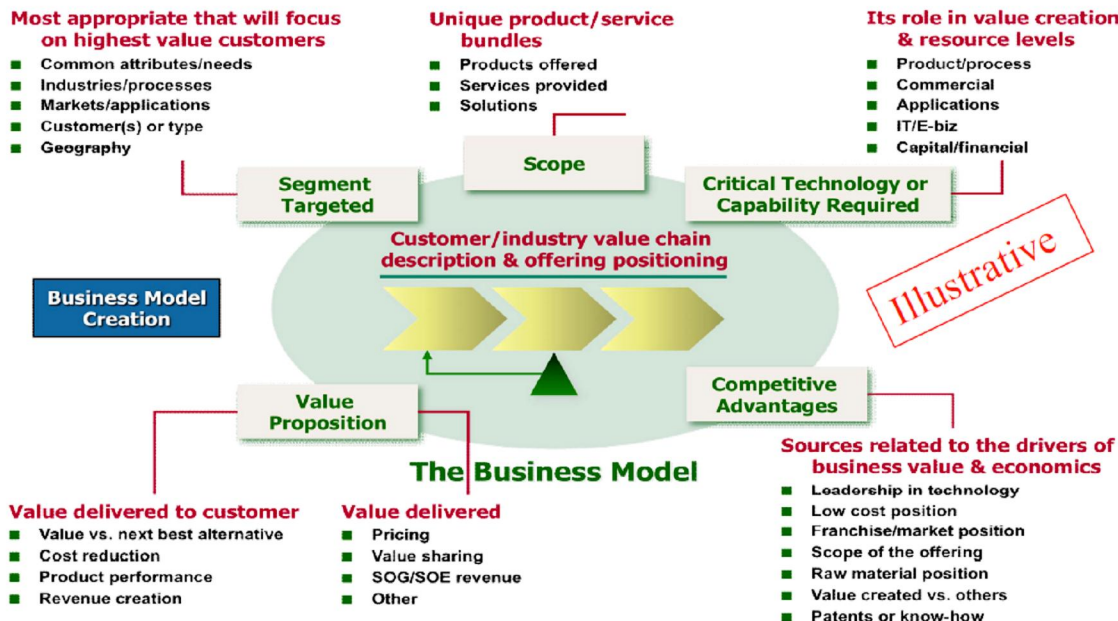 Most appropriate that will focus
on highest value customers
Common attributes/needs
Industries/processes
Markets/applications
Customer(s) or type
Geography
Unique product/service
bundles
Products offered
Services provided
Solutions
Its role in value creation
& resource levels
Product/process
Commercial
Applications
IT/E-biz
Capital/financial
Segment
Targeted
Scope
Critical Technology or
Capability Required
Customer/industry value chain
description & offering positioning
Illustrative
Business Model
Creation
Value
Proposition
Competitive
Advantages
The Business Model
Value delivered to customer
Value vs. next best alternative
Cost reduction
Product performance
Revenue creation
Value delivered
Pricing
Value sharing
SOG/SOE revenue
Other
Sources related to the drivers of
business value & economics
Leadership in technology
Low cost position
Franchise/market position
Scope of the offering
Raw material position
Value created vs. others
Patents or know-how